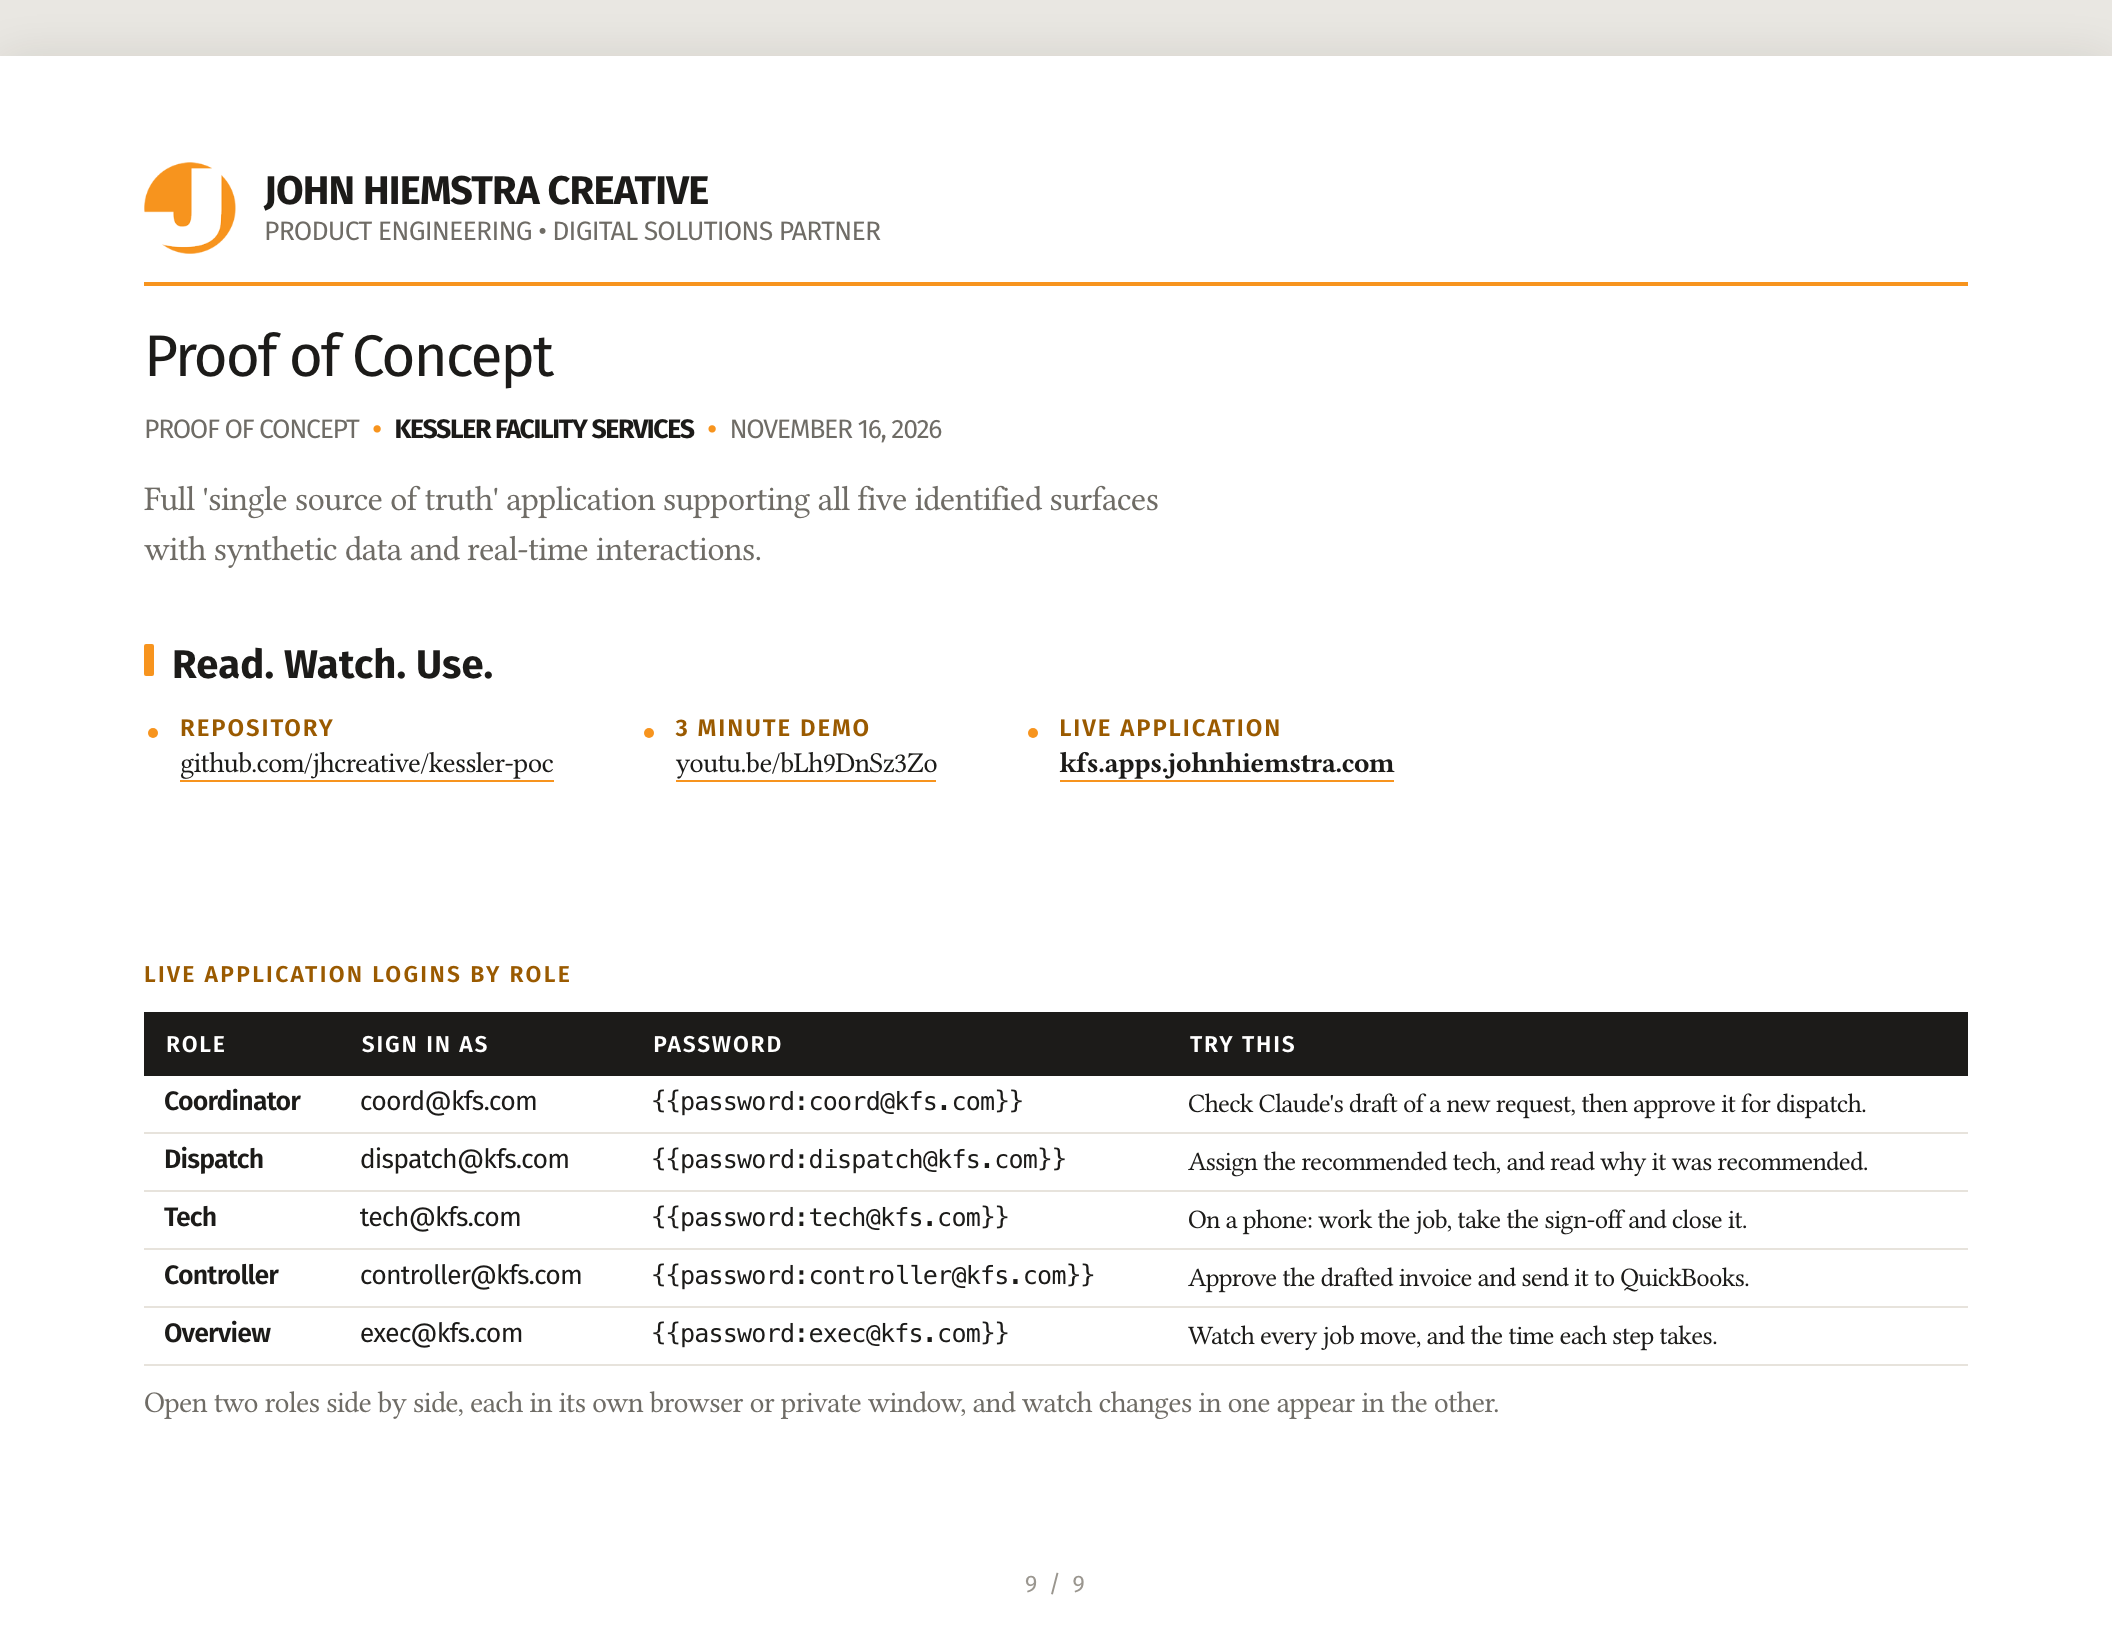 JOHN HIEMSTRA CREATIVE
PRODUCT ENGINEERING • DIGITAL SOLUTIONS PARTNER
Proof of Concept
PROOF OF CONCEPT • KESSLER FACILITY SERVICES • NOVEMBER 16, 2026
Full 'single source of truth' application supporting all five identified surfaces
with synthetic data and real-time interactions.
Read. Watch. Use.
• REPOSITORY
github.com/jhcreative/kessler-poc
• 3 MINUTE DEMO
youtu.be/bLh9DnSz3Zo
• LIVE APPLICATION
kfs.apps.johnhiemstra.com
LIVE APPLICATION LOGINS BY ROLE
ROLE SIGN IN AS PASSWORD TRY THIS
Coordinator coord@kfs.com {{password:coord@kfs.com}} Check Claude's draft of a new request, then approve it for dispatch.
Dispatch dispatch@kfs.com {{password:dispatch@kfs.com}} Assign the recommended tech, and read why it was recommended.
Tech tech@kfs.com {{password:tech@kfs.com}} On a phone: work the job, take the sign-off and close it.
Controller controller@kfs.com {{password:controller@kfs.com}} Approve the drafted invoice and send it to QuickBooks.
Overview exec@kfs.com {{password:exec@kfs.com}} Watch every job move, and the time each step takes.
Open two roles side by side, each in its own browser or private window, and watch changes in one appear in the other.
9 / 9